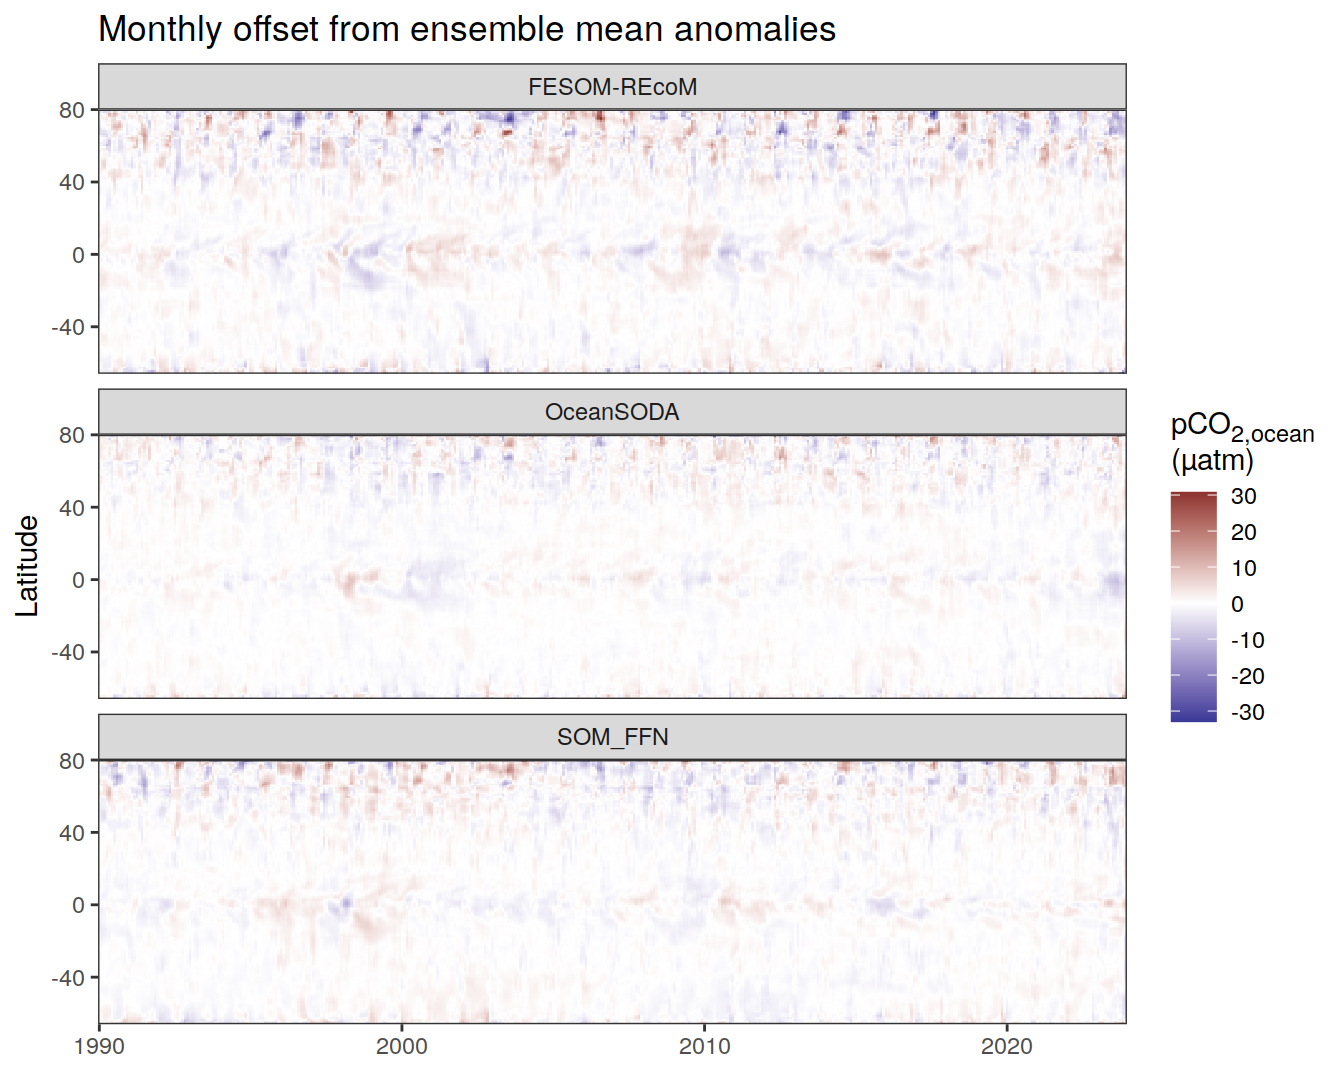 Monthly offset from ensemble mean anomalies
FESOM-REcoM
80
40
0
-40
OceanSODA
80
40
0
-40
SOM_FFN
80
40
0
-40
1990 2000 2010 2020
Latitude
pCO2,ocean
(µatm)
30
20
10
0
-10
-20
-30